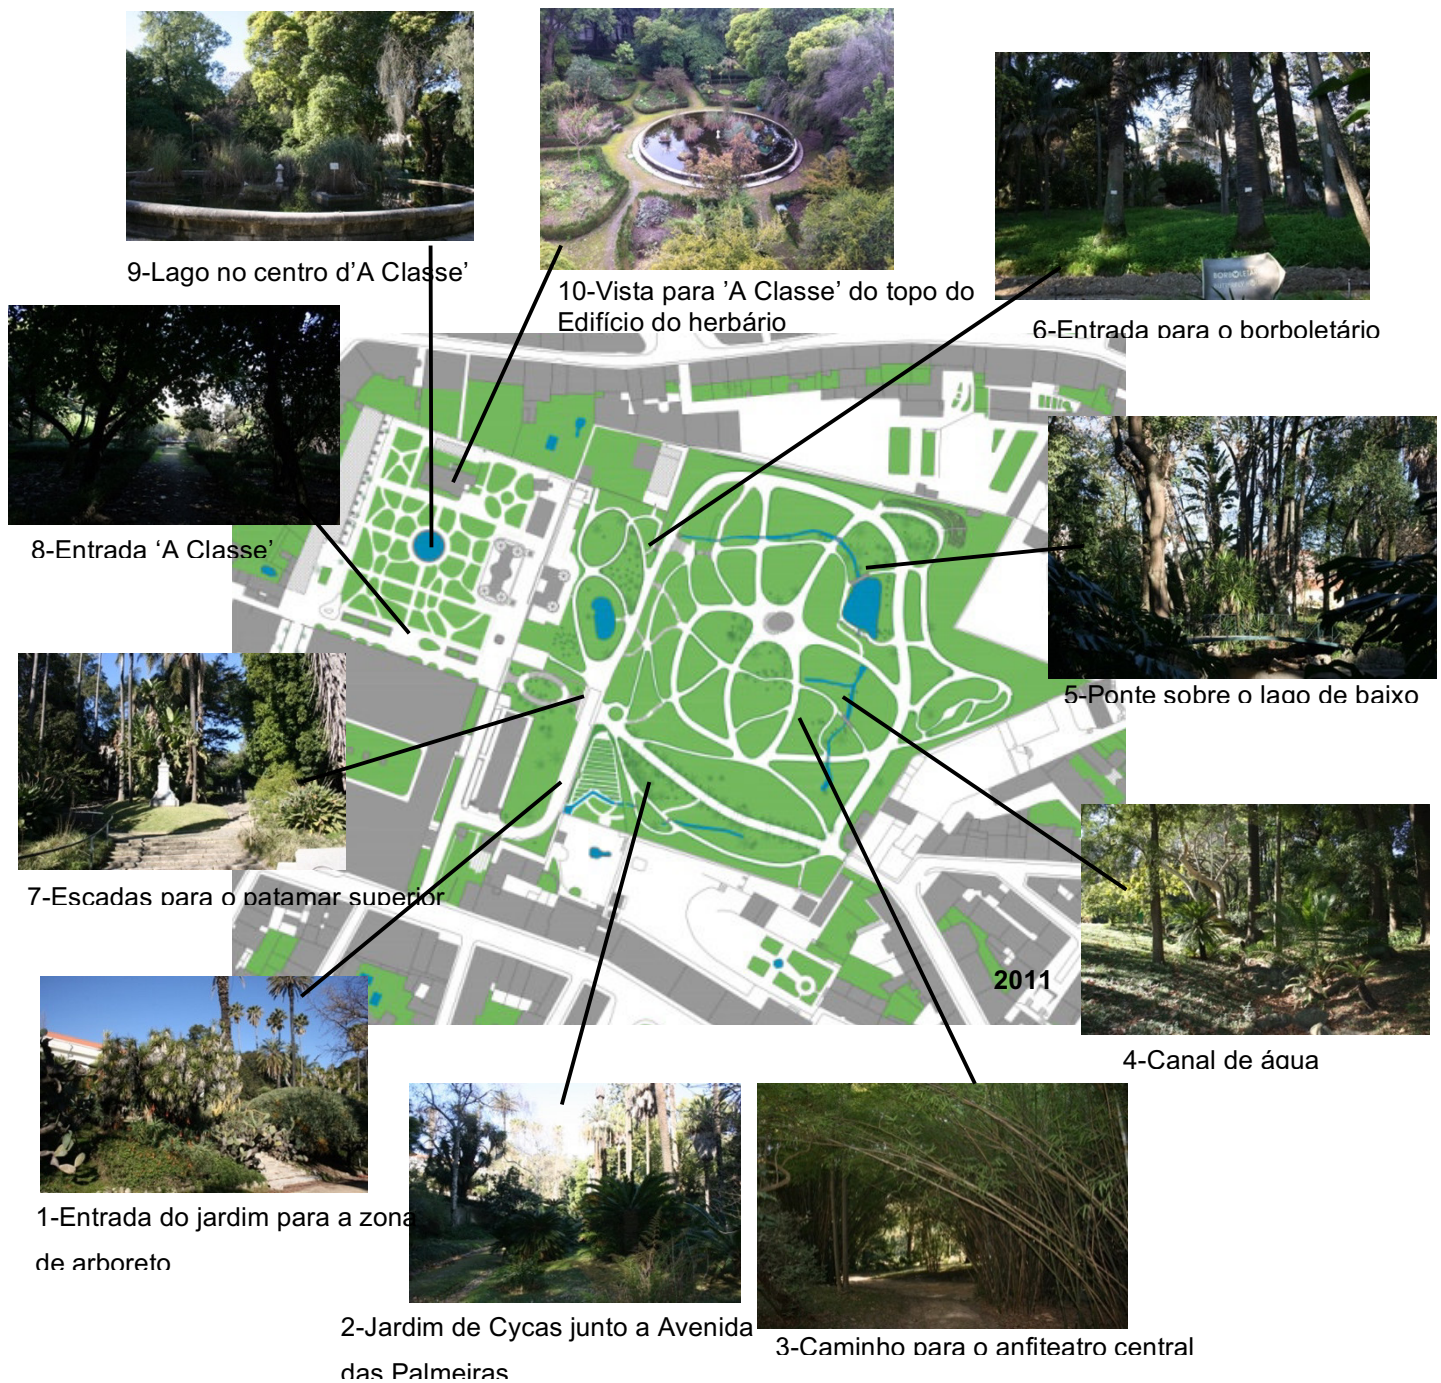 9-Lago no centro d'A Classe'
10-Vista para 'A Classe' do topo do
Edifício do herbário
BORBOLETÁ
6-Entrada para o borboletário
8-Entrada 'A Classe'
5-Ponte sobre o lago de baixo
7-Escadas para o patamar superior
2011
4-Canal de água
1-Entrada do jardim para a zona
de arboreto
2-Jardim de Cycas junto a Avenida
das Palmeiras
3-Caminho para o anfiteatro central